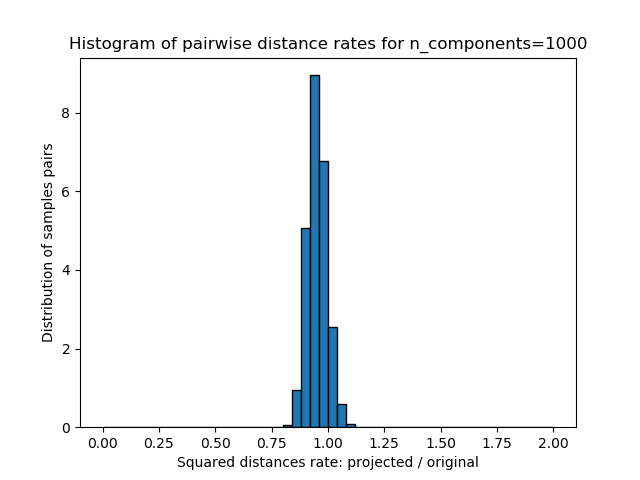 Histogram of pairwise distance rates for n_components=1000
Distribution of samples pairs
8
6
4
2
0
0.00 0.25 0.50 0.75 1.00 1.25 1.50 1.75 2.00
Squared distances rate: projected / original